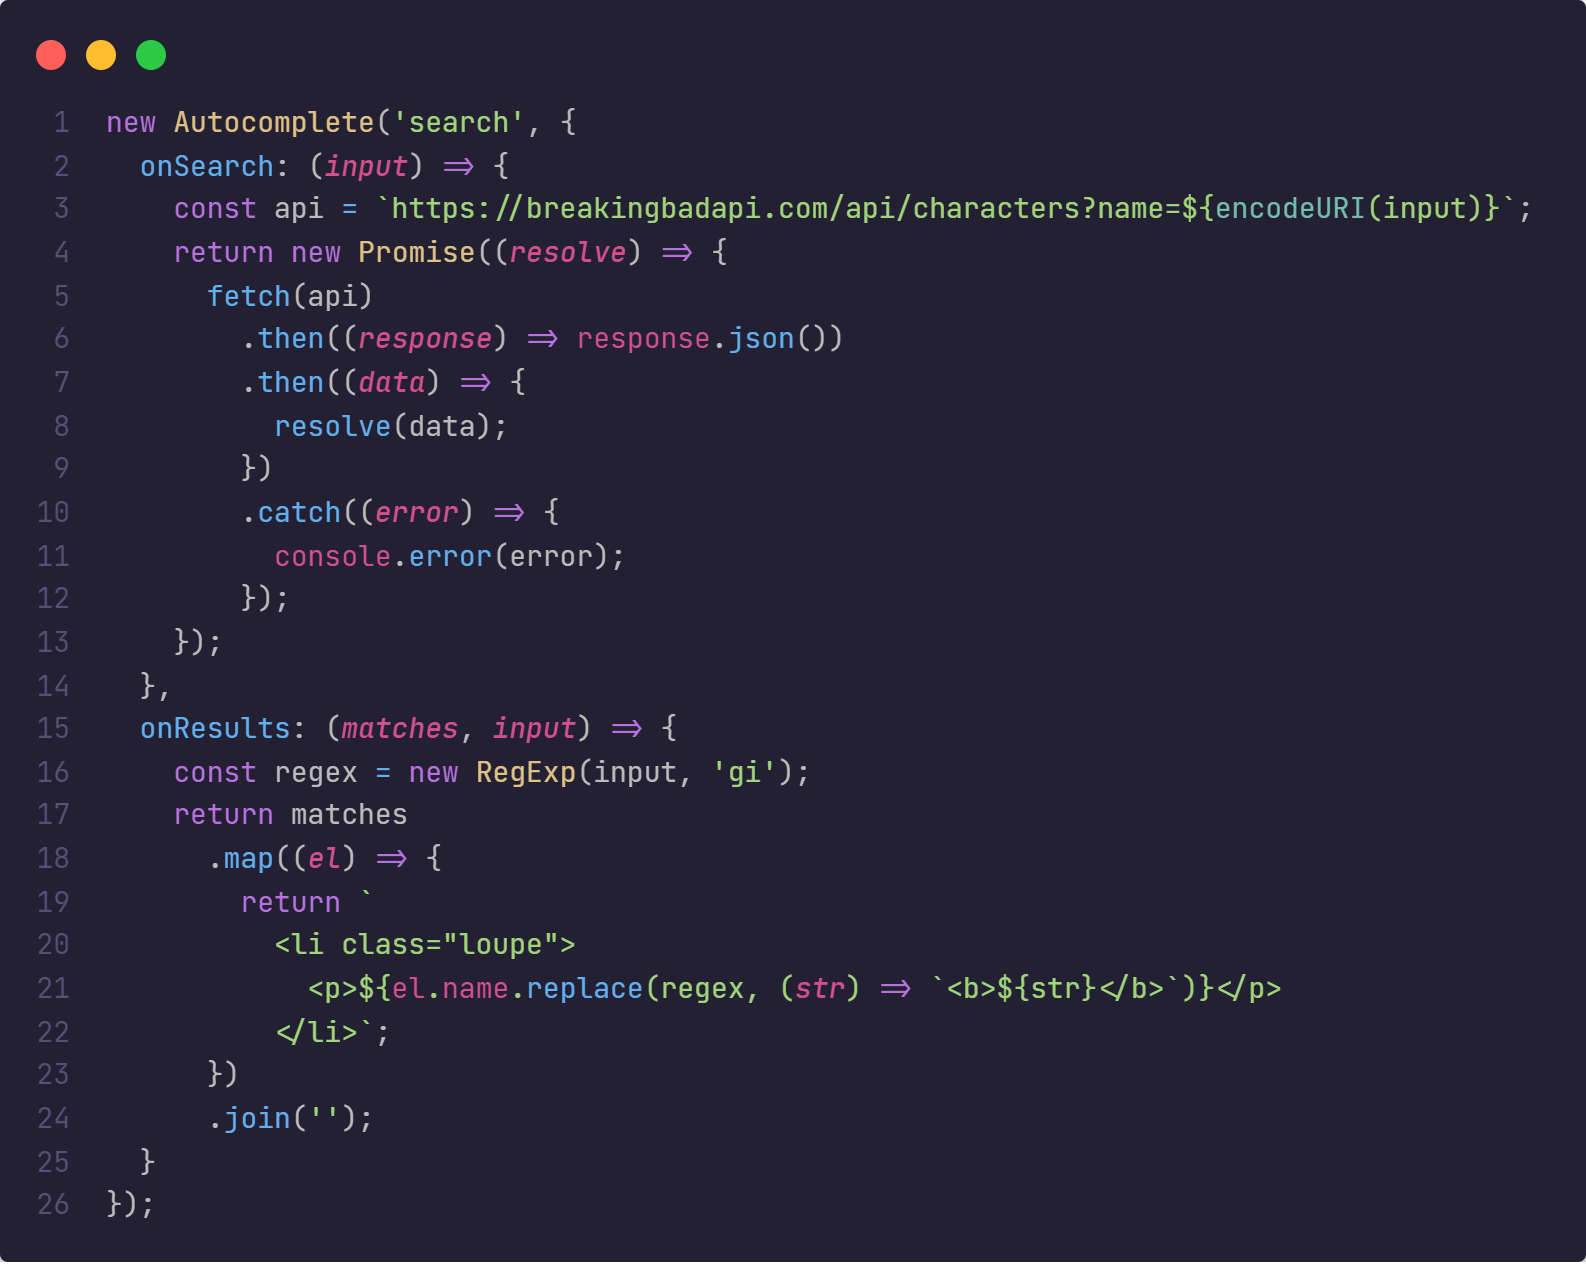 1 new Autocomplete('search', {
2   onSearch: (input) => {
3     const api = `https://breakingbadapi.com/api/characters?name=${encodeURI(input)}`;
4     return new Promise((resolve) => {
5       fetch(api)
6         .then((response) => response.json())
7         .then((data) => {
8           resolve(data);
9         })
10         .catch((error) => {
11           console.error(error);
12         });
13     });
14   },
15   onResults: (matches, input) => {
16     const regex = new RegExp(input, 'gi');
17     return matches
18       .map((el) => {
19         return `
20           <li class="loupe">
21             <p>${el.name.replace(regex, (str) => `<b>${str}</b>`)}</p>
22           </li>`;
23       })
24       .join('');
25   }
26 });